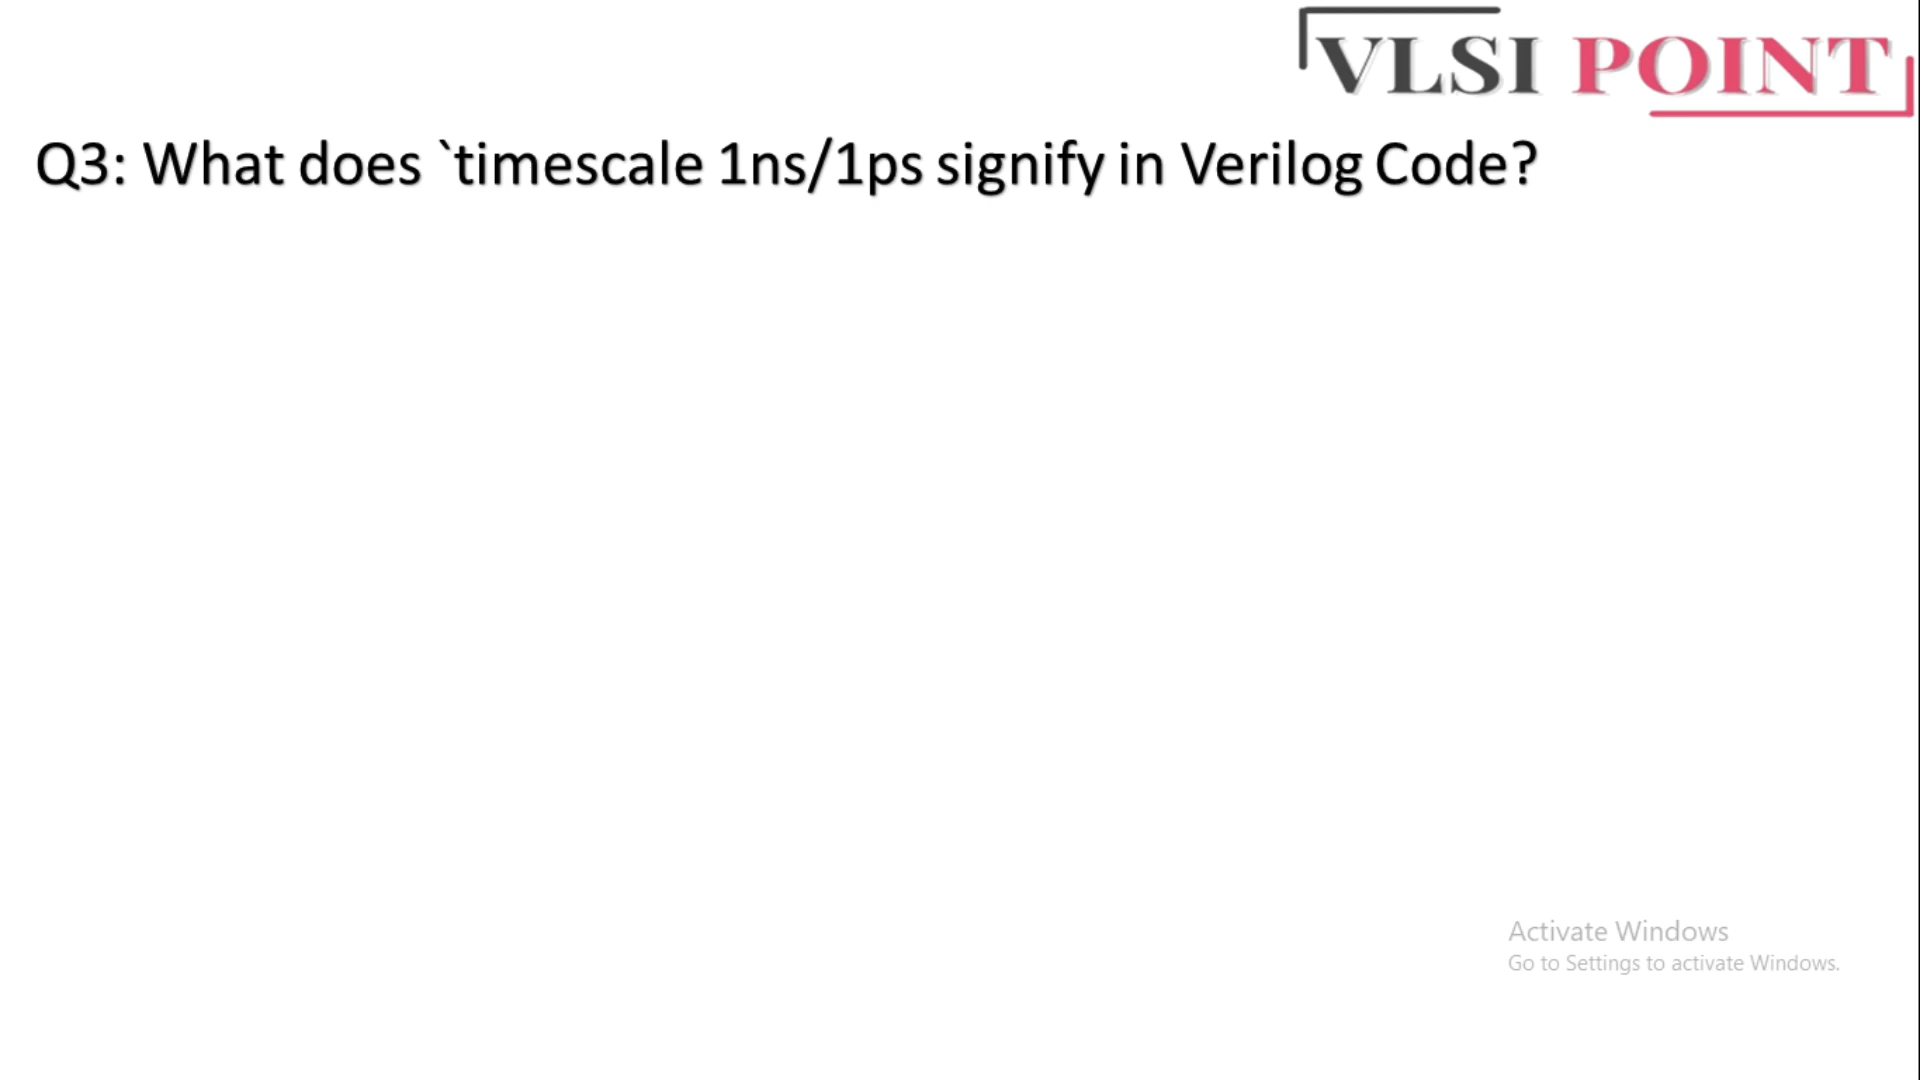 VLSI POINT
Q3: What does `timescale 1ns/1ps signify in Verilog Code?
Activate Windows
Go to Settings to activate Windows.